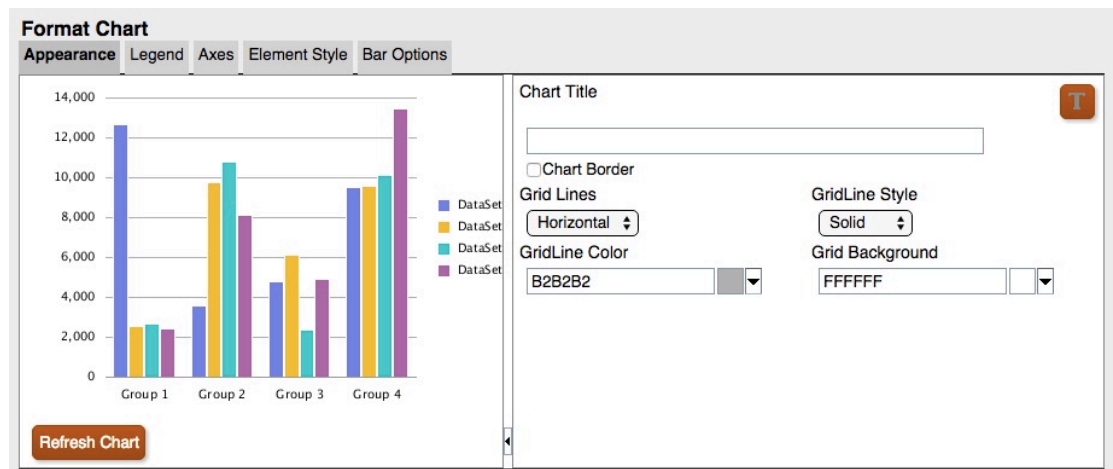 Format Chart
Appearance Legend Axes Element Style Bar Options
14,000
12,000
10,000
8,000
6,000
4,000
2,000
0
Group 1 Group 2 Group 3 Group 4
DataSet
DataSet
DataSet
DataSet
Refresh Chart
Chart Title
T
Chart Border
Grid Lines GridLine Style
Horizontal Solid
GridLine Color Grid Background
B2B2B2 FFFFFF